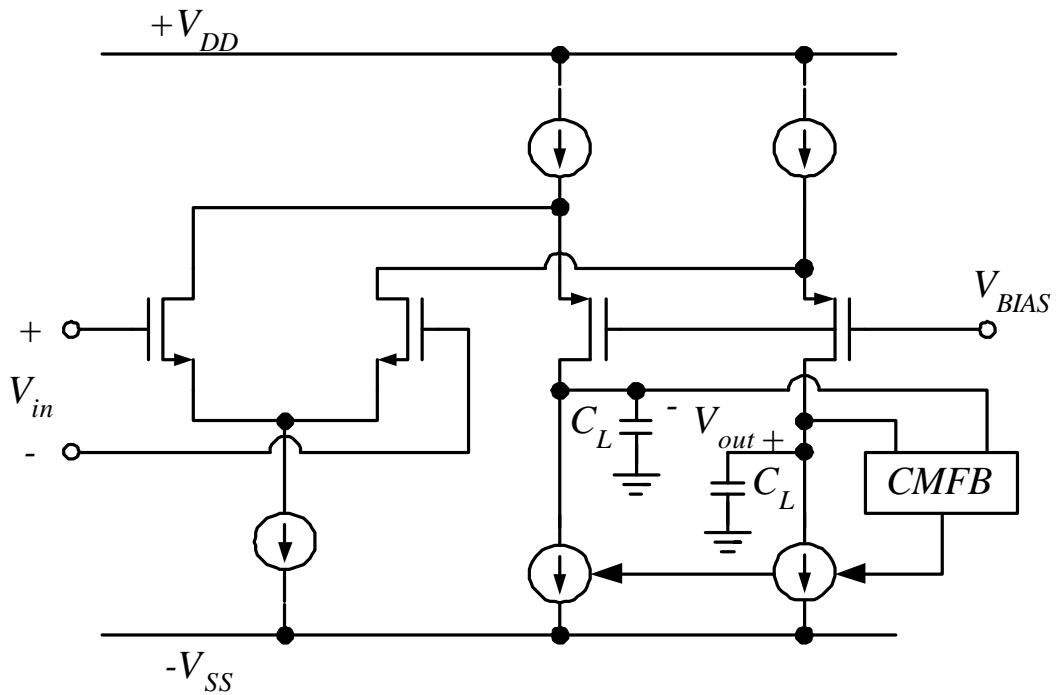 +V_DD
+
V_in
-
V_BIAS
C_L
-
V_out +
C_L
CMFB
-V_SS